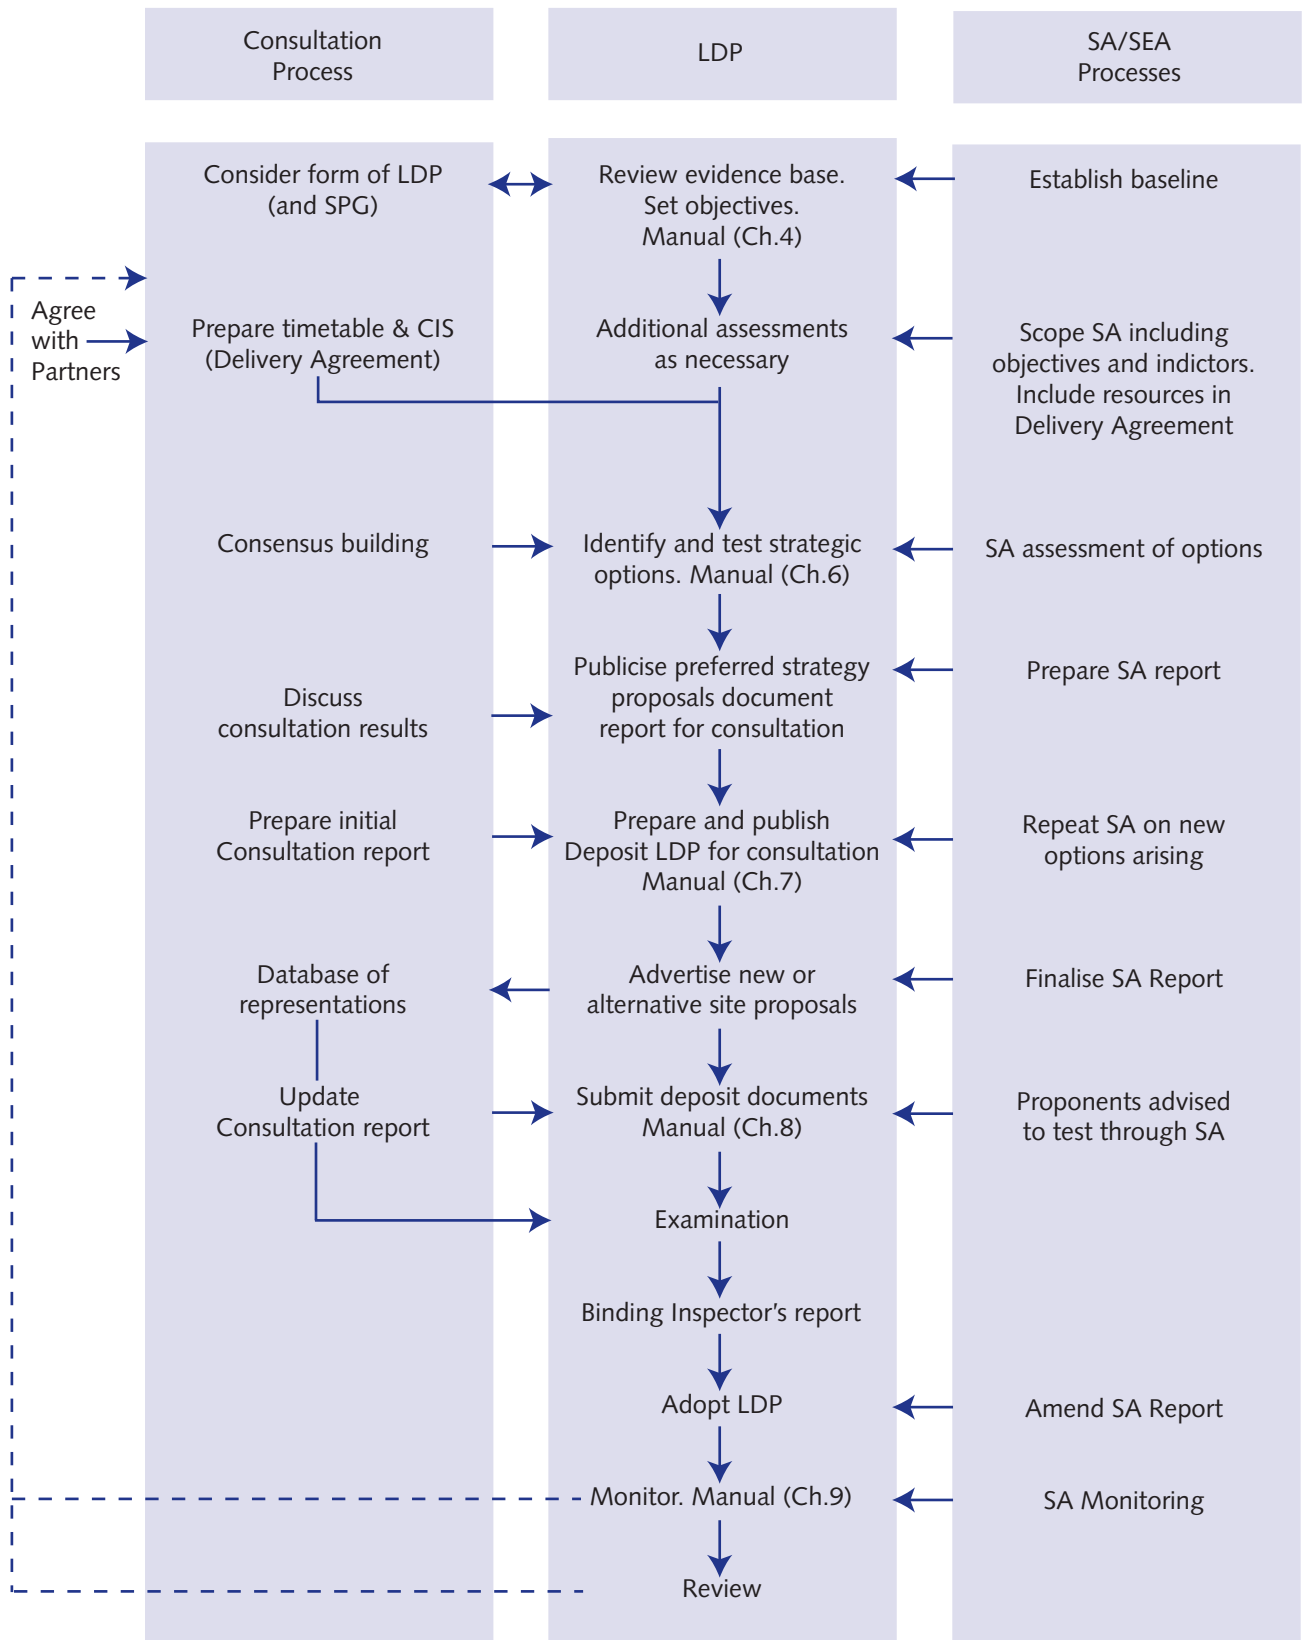 Consultation
Process
LDP
SA/SEA
Processes
Consider form of LDP
(and SPG)
Review evidence base.
Set objectives.
Manual (Ch.4)
Establish baseline
Agree
with
Partners
Prepare timetable & CIS
(Delivery Agreement)
Additional assessments
as necessary
Scope SA including
objectives and indictors.
Include resources in
Delivery Agreement
Consensus building
Identify and test strategic
options. Manual (Ch.6)
SA assessment of options
Discuss
consultation results
Publicise preferred strategy
proposals document
report for consultation
Prepare SA report
Prepare initial
Consultation report
Prepare and publish
Deposit LDP for consultation
Manual (Ch.7)
Repeat SA on new
options arising
Database of
representations
Advertise new or
alternative site proposals
Finalise SA Report
Update
Consultation report
Submit deposit documents
Manual (Ch.8)
Proponents advised
to test through SA
Examination
Binding Inspector’s report
Adopt LDP
Amend SA Report
Monitor. Manual (Ch.9)
SA Monitoring
Review